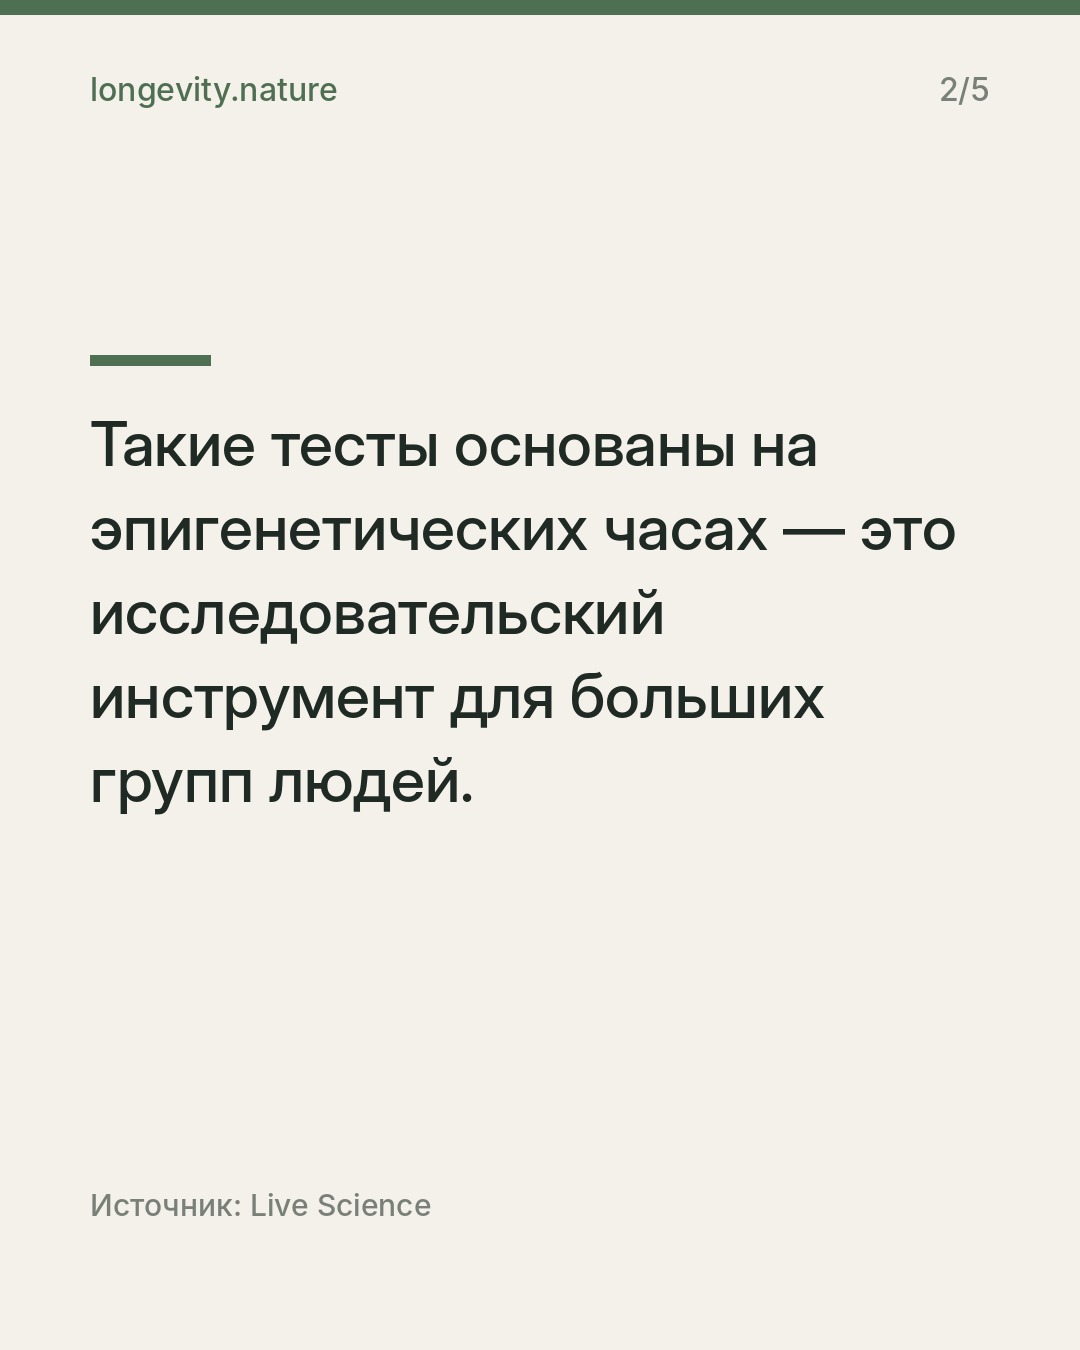 longevity.nature
2/5
Такие тесты основаны на
эпигенетических часах — это
исследовательский
инструмент для больших
групп людей.
Источник: Live Science